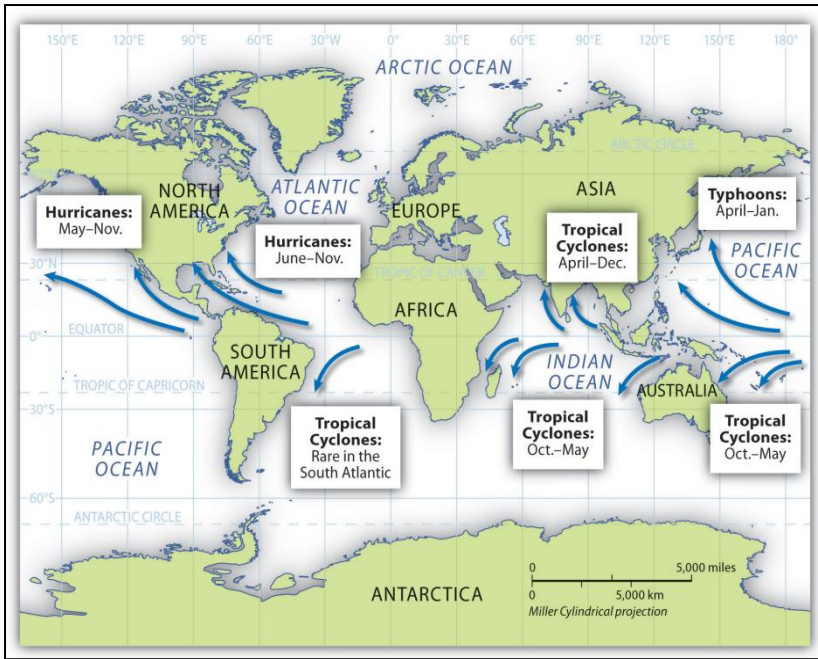 150°W 120°W 90°W 60°W 30°W 0° 30°E 60°E 90°E 120°E 150°E 180°
ARCTIC OCEAN
ARCTIC CIRCLE
NORTH
AMERICA
ATLANTIC
OCEAN
EUROPE
ASIA
Hurricanes:
May–Nov.
Hurricanes:
June–Nov.
Tropical
Cyclones:
April–Dec.
Typhoons:
April–Jan.
PACIFIC
OCEAN
30°N
TROPIC OF CANCER
AFRICA
EQUATOR
0°
SOUTH
AMERICA
INDIAN
OCEAN
TROPIC OF CAPRICORN
AUSTRALIA
30°S
Tropical
Cyclones:
Rare in the
South Atlantic
Tropical
Cyclones:
Oct.–May
Tropical
Cyclones:
Oct.–May
PACIFIC
OCEAN
60°S
ANTARCTIC CIRCLE
ANTARCTICA
0 5,000 miles
0 5,000 km
Miller Cylindrical projection